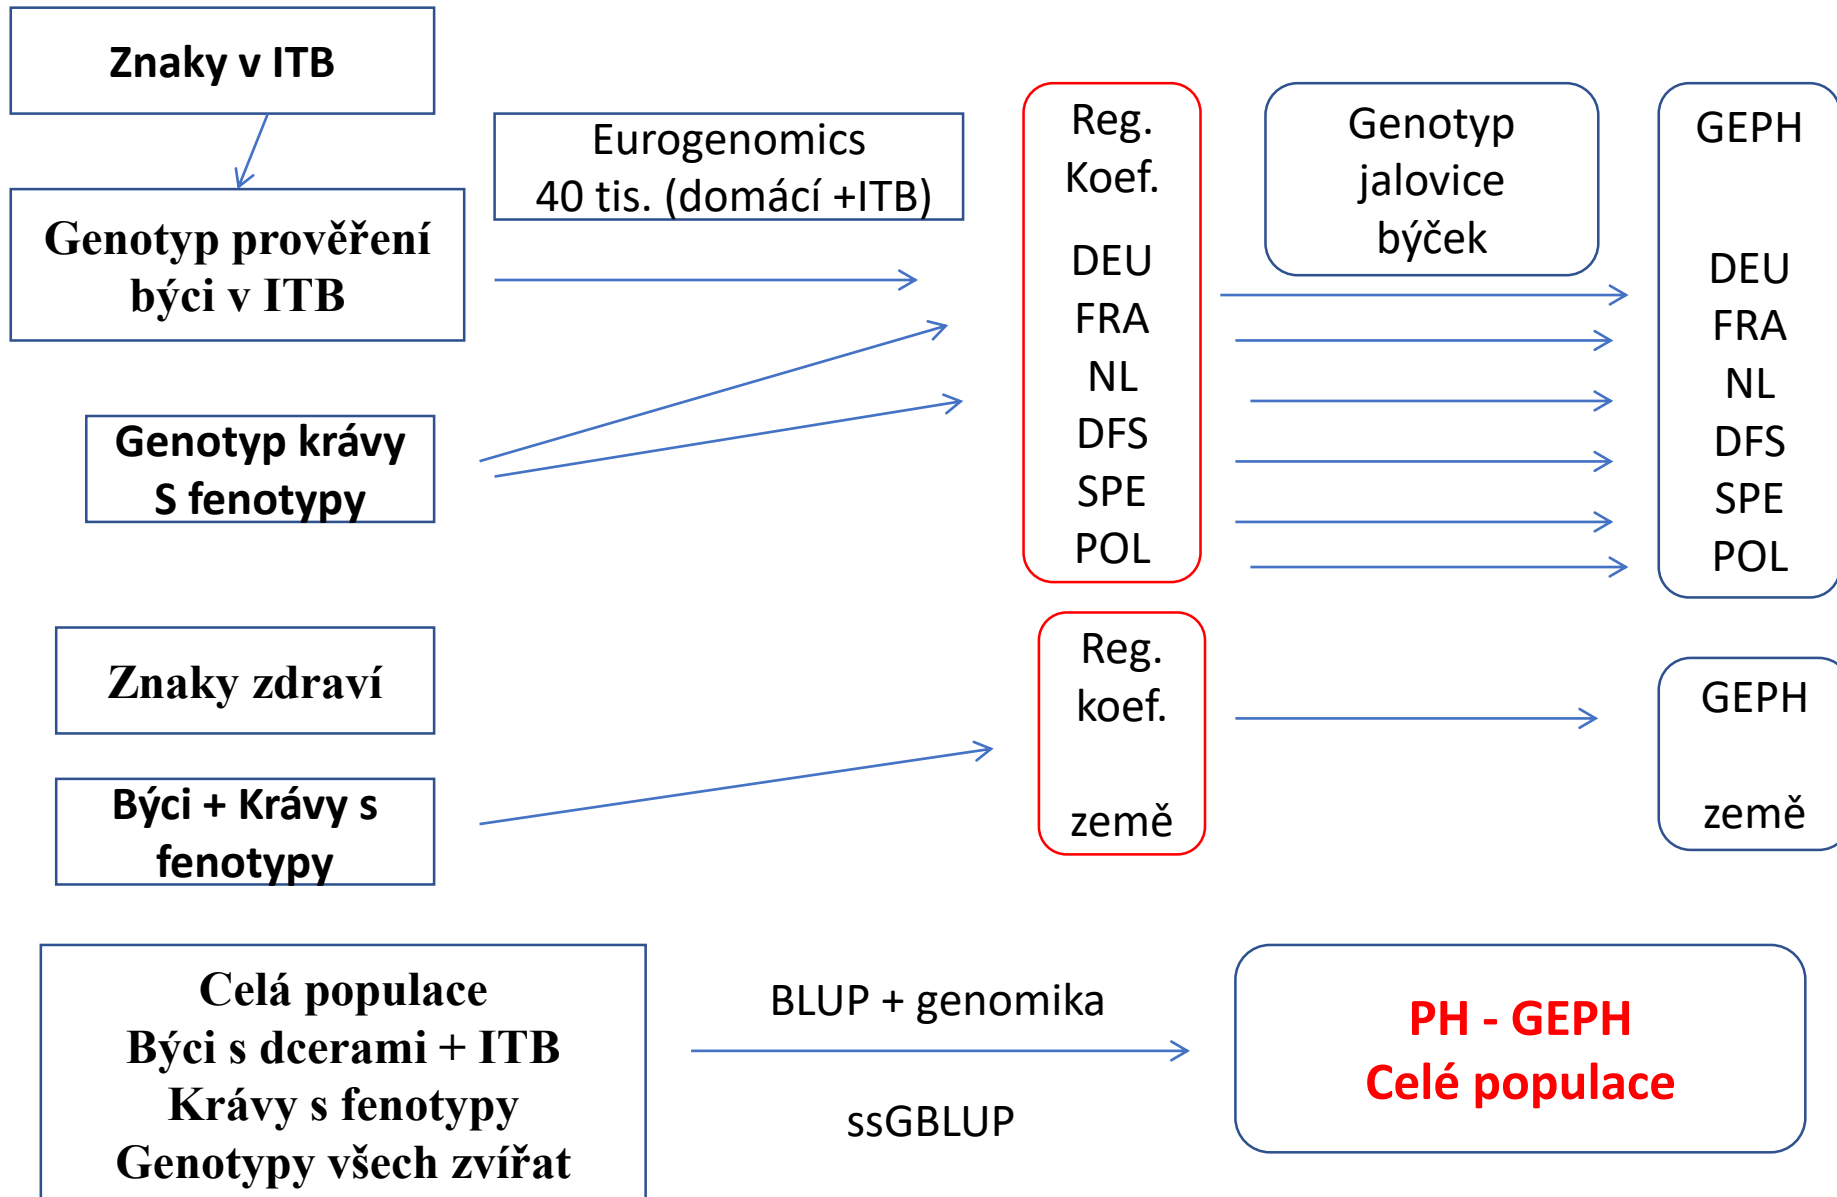 Znaky v ITB
Genotyp prověření
býci v ITB
Eurogenomics
40 tis. (domácí +ITB)
Genotyp krávy
S fenotypy
Reg.
Koef.
DEU
FRA
NL
DFS
SPE
POL
Genotyp
jalovice
býček
GEPH
DEU
FRA
NL
DFS
SPE
POL
Znaky zdraví
Býci + Krávy s
fenotypy
Reg.
koef.
země
GEPH
země
Celá populace
Býci s dcerami + ITB
Krávy s fenotypy
Genotypy všech zvířat
BLUP + genomika
ssGBLUP
PH - GEPH
Celé populace